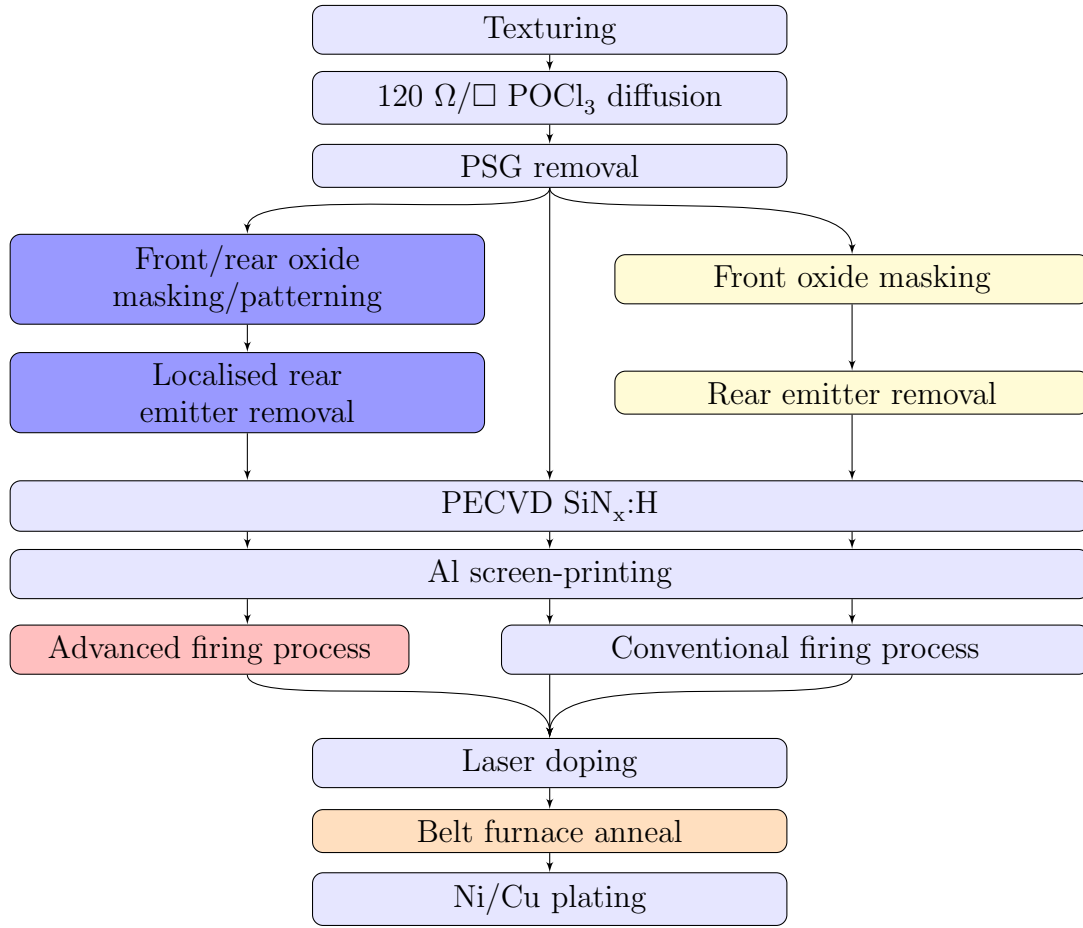 Texturing
120 Ω/□ POCl₃ diffusion
PSG removal
Front/rear oxide
masking/patterning
Front oxide masking
Localised rear
emitter removal
Rear emitter removal
PECVD SiNₓ:H
Al screen-printing
Advanced firing process
Conventional firing process
Laser doping
Belt furnace anneal
Ni/Cu plating